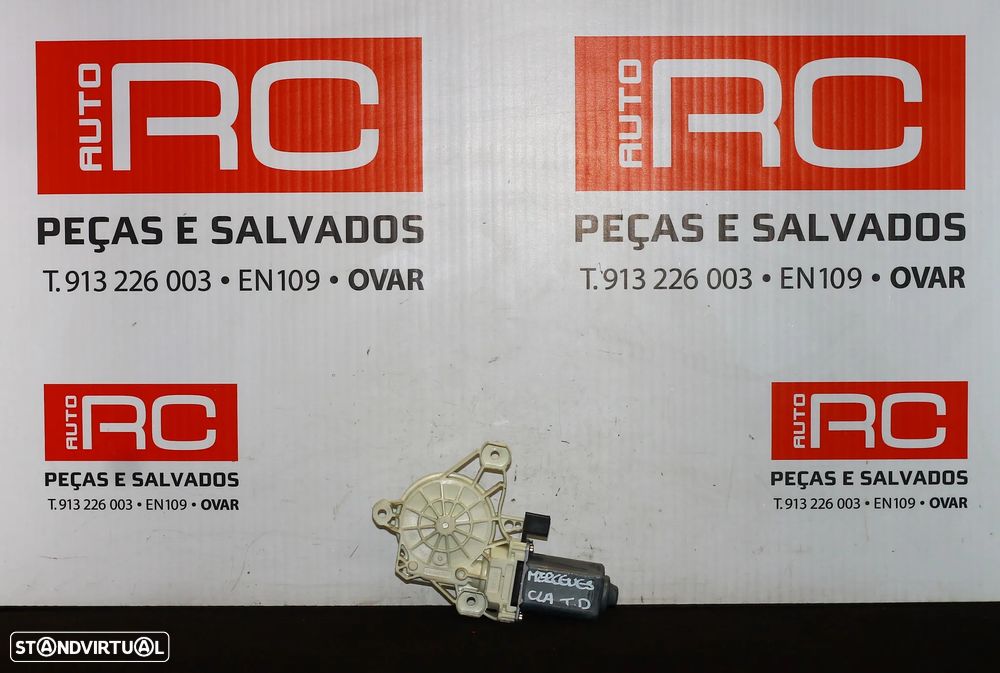 AUTO RC
PEÇAS E SALVADOS
T. 913 226 003 • EN109 • OVAR
AUTO RC
PEÇAS E SALVADOS
T. 913 226 003 • EN109 • OVAR
AUTO RC
PEÇAS E SALVADOS
T. 913 226 003 • EN109 • OVAR
AUTO RC
PEÇAS E SALVADOS
T. 913 226 003 • EN109 • OVAR
MERCEDES
CLA T.D
STANDVIRTUAL